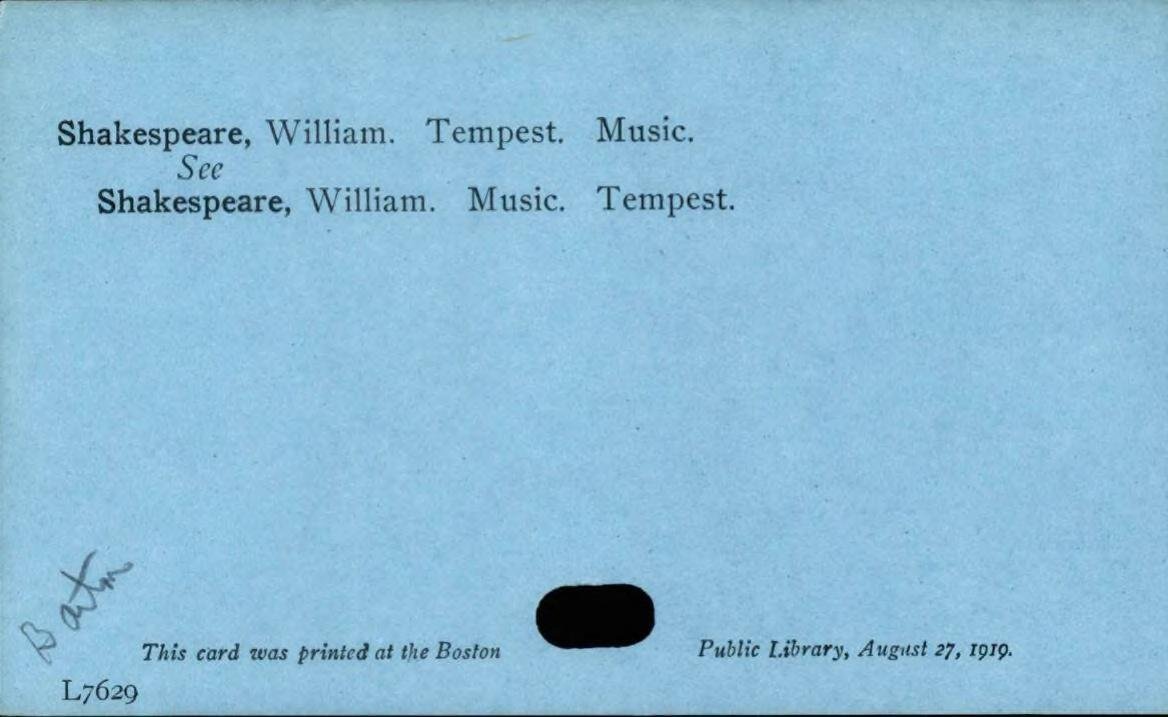 Shakespeare, William. Tempest. Music.
See
Shakespeare, William. Music. Tempest.
Barton
This card was printed at the Boston Public Library, August 27, 1919.
L7629